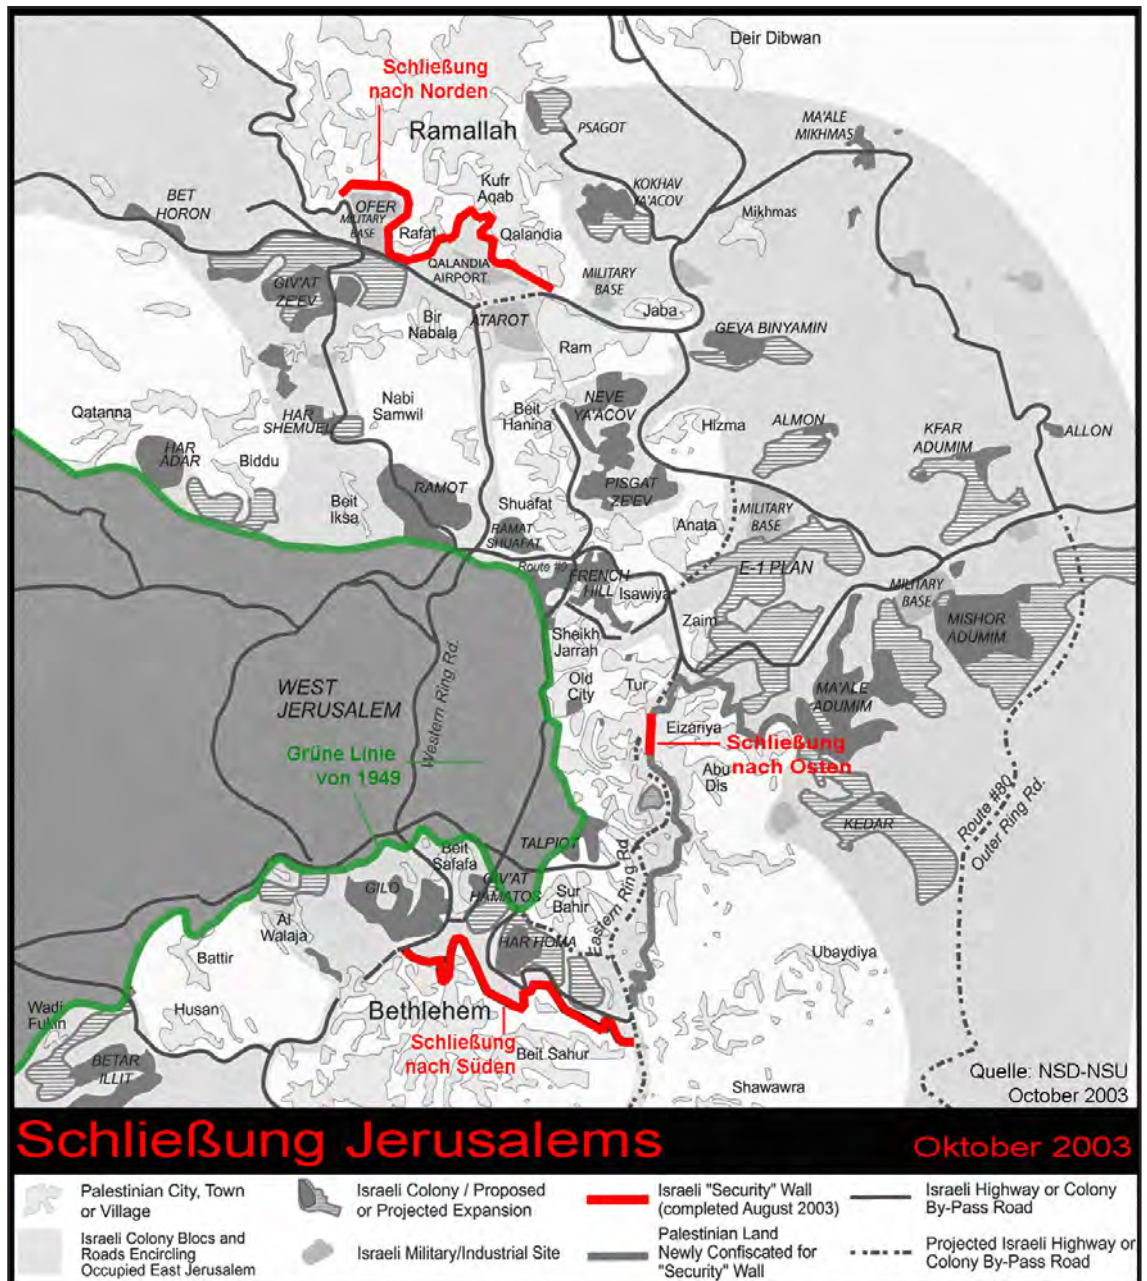 Deir Dibwan
Schließung
nach Norden
PSAGOT
MA'ALE
MIKHMAS
Ramallah
Kufr
Aqab
KOKHAV
YA'ACOV
BET
HORON
OFER
MILITARY
BASE
Rafat
Qalandia
Mikhmas
QALANDIA
AIRPORT
MILITARY
BASE
GIV'AT
ZE'EV
Bir
Nabala
ATAROT
Jaba
GEVA BINYAMIN
Ram
Nabi
Samwil
Beit
Hanina
NEVE
YA'ACOV
Qatanna
HAR
SHEMUEL
Hizma
ALMON
KFAR
ADUMIM
ALLON
HAR
ADAR
Biddu
Beit
Iksa
RAMOT
Shuafat
PISGAT
ZE'EV
Anata
MILITARY
BASE
RAMAT
SHUAFAT
Route #9
FRENCH
HILL
E-1 PLAN
Isawiya
MILITARY
BASE
MISHOR
ADUMIM
Sheikh
Jarrah
Zaim
WEST
JERUSALEM
Western Ring Rd.
Old
City
Tur
MA'ALE
ADUMIM
Eizariya
Grüne Linie
von 1949
Schließung
nach Osten
Abu
Dis
Route #80
Outer Ring Rd.
KEDAR
TALPIOT
Beit
Safafa
GILO
GIV'AT
HAMATOS
Sur
Bahir
Eastern Ring Rd
Al
Walaja
HAR HOMA
Battir
Ubaydiya
Wadi
Fukin
Husan
Bethlehem
Schließung
nach Süden
Beit Sahur
BETAR
ILLIT
Shawawra
Quelle: NSD-NSU
October 2003
Schließung Jerusalems
Oktober 2003
Palestinian City, Town
or Village
Israeli Colony / Proposed
or Projected Expansion
Israeli "Security" Wall
(completed August 2003)
Israeli Highway or Colony
By-Pass Road
Israeli Colony Blocs and
Roads Encircling
Occupied East Jerusalem
Israeli Military/Industrial Site
Palestinian Land
Newly Confiscated for
"Security" Wall
Projected Israeli Highway or
Colony By-Pass Road